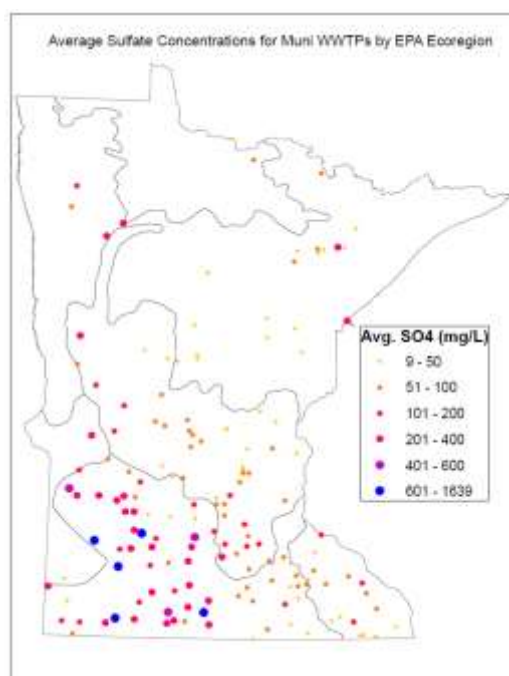 Average Sulfate Concentrations for Muni WWTPs by EPA Ecoregion
Avg. SO4 (mg/L)
9 - 50
51 - 100
101 - 200
201 - 400
401 - 600
601 - 1639